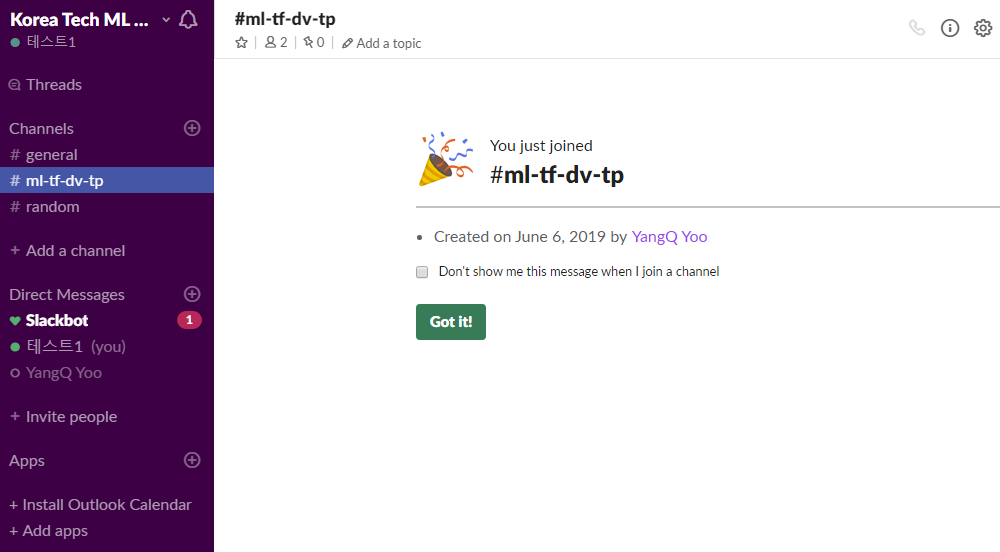 Korea Tech ML ...
테스트1
Threads
Channels
# general
# ml-tf-dv-tp
# random
+ Add a channel
Direct Messages
Slackbot 1
테스트1 (you)
YangQ Yoo
+ Invite people
Apps
+ Install Outlook Calendar
+ Add apps
#ml-tf-dv-tp
2 | 0 | Add a topic
You just joined
#ml-tf-dv-tp
• Created on June 6, 2019 by YangQ Yoo
Don't show me this message when I join a channel
Got it!